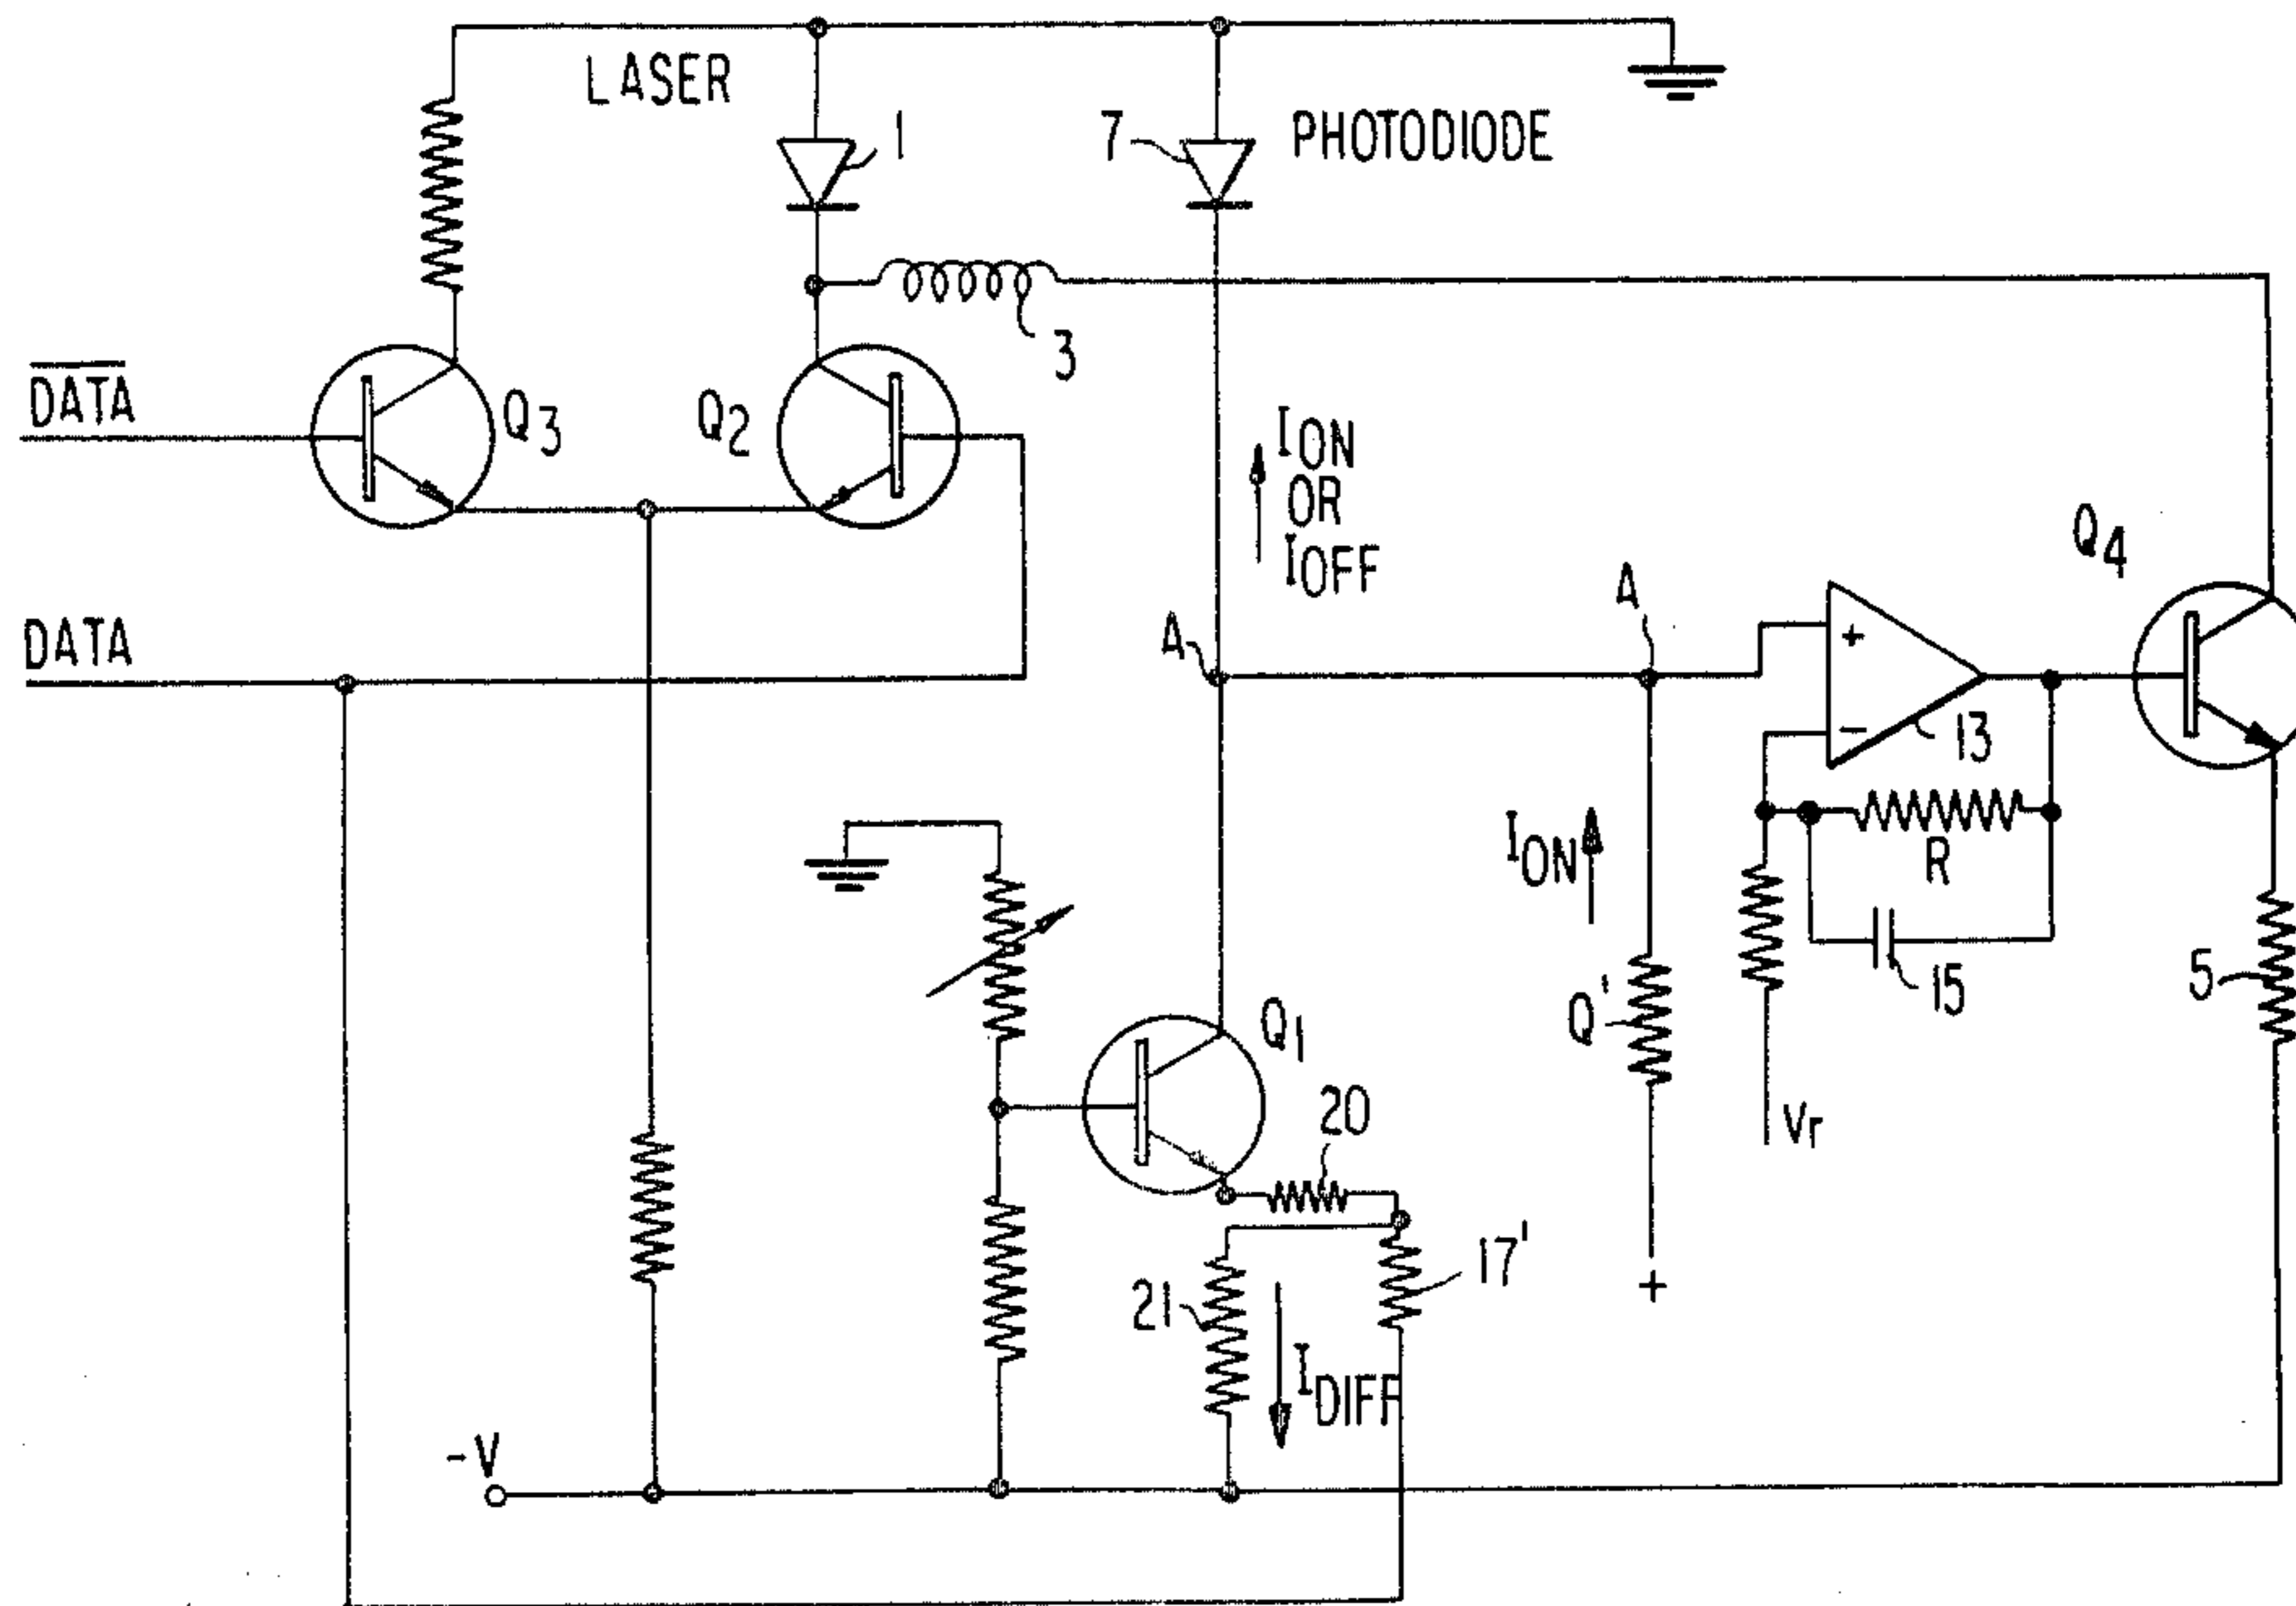 LASER
1
7
PHOTODIODE
3
DATA
Q3
Q2
ION
OR
IOFF
Q4
A
A
DATA
+
−
13
ION
R
15
5
Q'
Q1
20
Vr
17'
21
+
IDIFF
-V